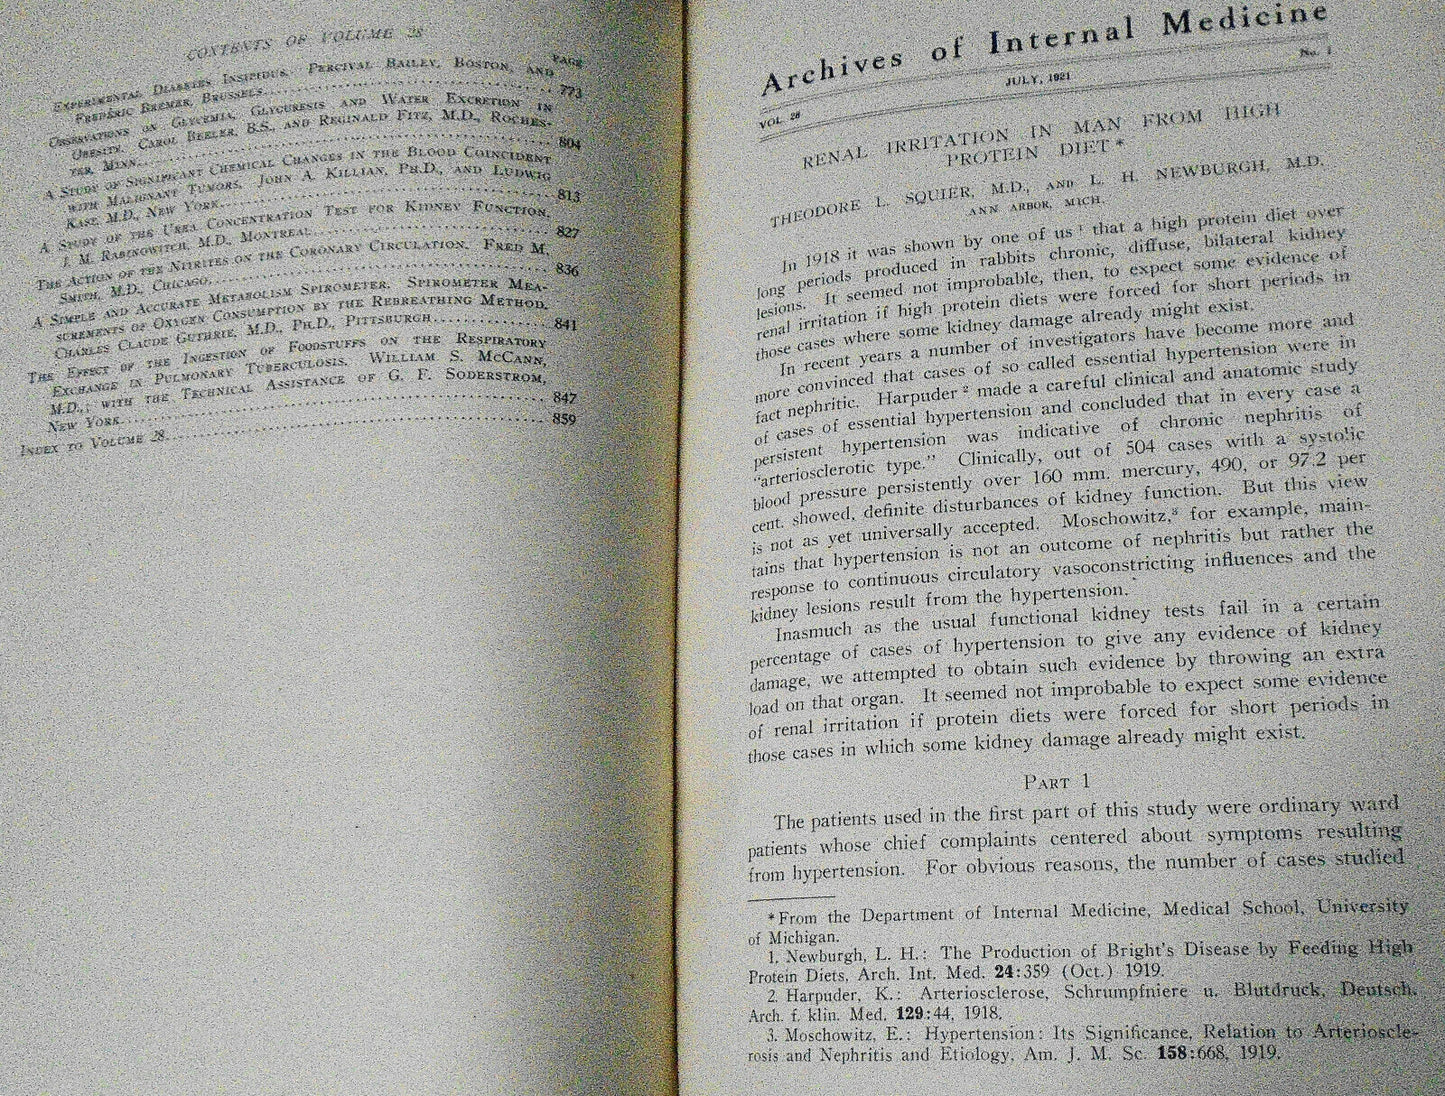 CONTENTS OF VOLUME 28
PAGE
EXPERIMENTAL DIABETES INSIPIDUS. PERCIVAL BAILEY, BOSTON, AND
FREDÉRIC BREMER, BRUSSELS.......................................... 773
OBSERVATIONS ON GLYCEMIA, GLYCURESIS AND WATER EXCRETION IN
OBESITY. CAROL BEELER, B.S., AND REGINALD FITZ, M.D., ROCHES-
TER, MINN.......................................... 804
A STUDY OF SIGNIFICANT CHEMICAL CHANGES IN THE BLOOD COINCIDENT
WITH MALIGNANT TUMORS. JOHN A. KILLIAN, PH.D., AND LUDWIG
KAST, M.D., NEW YORK.......................................... 813
A STUDY OF THE UREA CONCENTRATION TEST FOR KIDNEY FUNCTION.
I. M. RABINOWITCH, M.D., MONTREAL.......................................... 827
THE ACTION OF THE NITRITES ON THE CORONARY CIRCULATION. FRED M.
SMITH, M.D., CHICAGO.......................................... 836
A SIMPLE AND ACCURATE METABOLISM SPIROMETER. SPIROMETER MEA-
SUREMENTS OF OXYGEN CONSUMPTION BY THE REBREATHING METHOD.
CHARLES CLAUDE GUTHRIE, M.D., PH.D., PITTSBURGH.................. 841
THE EFFECT OF THE INGESTION OF FOODSTUFFS ON THE RESPIRATORY
EXCHANGE IN PULMONARY TUBERCULOSIS. WILLIAM S. MCCANN,
M.D.; WITH THE TECHNICAL ASSISTANCE OF G. F. SODERSTROM,
NEW YORK.......................................... 847
INDEX TO VOLUME 28.......................................... 859
Archives of Internal Medicine
VOL. 28 JULY, 1921 No. 1
RENAL IRRITATION IN MAN FROM HIGH
PROTEIN DIET*
THEODORE L. SQUIER, M.D., AND L. H. NEWBURGH, M.D.
ANN ARBOR, MICH.
In 1918 it was shown by one of us1 that a high protein diet over
long periods produced in rabbits chronic, diffuse, bilateral kidney
lesions. It seemed not improbable, then, to expect some evidence of
renal irritation if high protein diets were forced for short periods in
those cases where some kidney damage already might exist.
In recent years a number of investigators have become more and
more convinced that cases of so called essential hypertension were in
fact nephritic. Harpuder2 made a careful clinical and anatomic study
of cases of essential hypertension and concluded that in every case a
persistent hypertension was indicative of chronic nephritis of
"arteriosclerotic type." Clinically, out of 504 cases with a systolic
blood pressure persistently over 160 mm. mercury, 490, or 97.2 per
cent. showed, definite disturbances of kidney function. But this view
is not as yet universally accepted. Moschowitz,3 for example, main-
tains that hypertension is not an outcome of nephritis but rather the
response to continuous circulatory vasoconstricting influences and the
kidney lesions result from the hypertension.
Inasmuch as the usual functional kidney tests fail in a certain
percentage of cases of hypertension to give any evidence of kidney
damage, we attempted to obtain such evidence by throwing an extra
load on that organ. It seemed not improbable to expect some evidence
of renal irritation if protein diets were forced for short periods in
those cases in which some kidney damage already might exist.
PART 1
The patients used in the first part of this study were ordinary ward
patients whose chief complaints centered about symptoms resulting
from hypertension. For obvious reasons, the number of cases studied
* From the Department of Internal Medicine, Medical School, University
of Michigan.
1. Newburgh, L. H.: The Production of Bright's Disease by Feeding High
Protein Diets, Arch. Int. Med. 24:359 (Oct.) 1919.
2. Harpuder, K.: Arteriosclerose, Schrumpfniere u. Blutdruck, Deutsch.
Arch. f. klin. Med. 129:44, 1918.
3. Moschowitz, E.: Hypertension: Its Significance, Relation to Arterioscle-
rosis and Nephritis and Etiology, Am. J. M. Sc. 158:668, 1919.